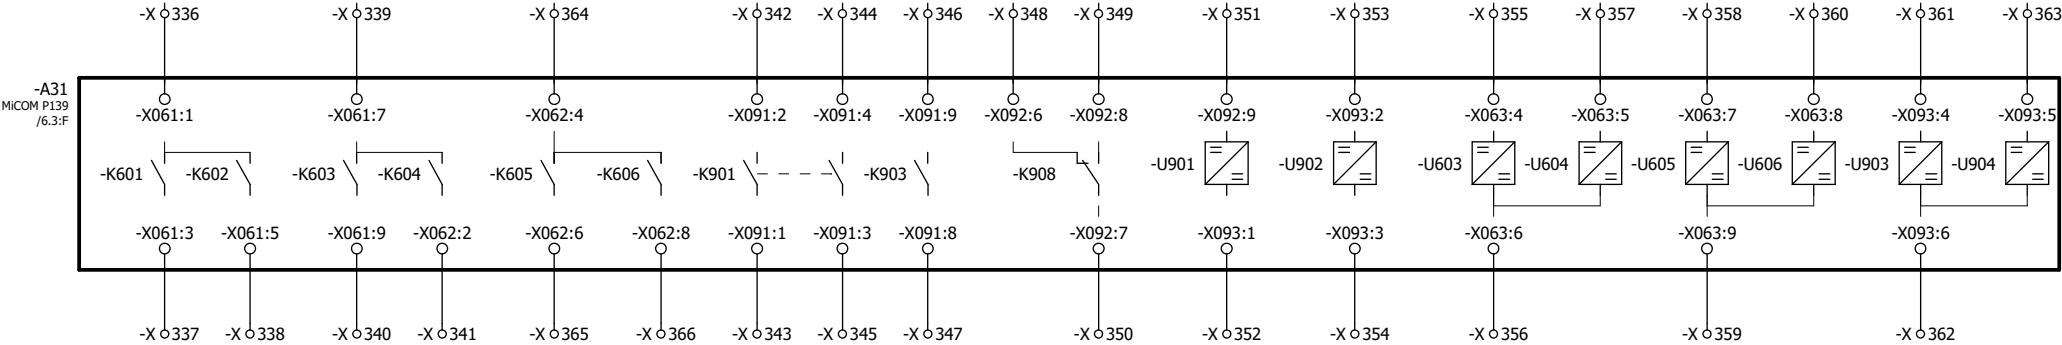 -X 336 -X 339 -X 364 -X 342 -X 344 -X 346 -X 348 -X 349 -X 351 -X 353 -X 355 -X 357 -X 358 -X 360 -X 361 -X 363
-A31
MiCOM P139
/6.3:F
-X061:1 -X061:7 -X062:4 -X091:2 -X091:4 -X091:9 -X092:6 -X092:8 -X092:9 -X093:2 -X063:4 -X063:5 -X063:7 -X063:8 -X093:4 -X093:5
-K601 -K602 -K603 -K604 -K605 -K606 -K901 -K903 -K908 -U901 -U902 -U603 -U604 -U605 -U606 -U903 -U904
-X061:3 -X061:5 -X061:9 -X062:2 -X062:6 -X062:8 -X091:1 -X091:3 -X091:8 -X092:7 -X093:1 -X093:3 -X063:6 -X063:9 -X093:6
-X 337 -X 338 -X 340 -X 341 -X 365 -X 366 -X 343 -X 345 -X 347 -X 350 -X 352 -X 354 -X 356 -X 359 -X 362